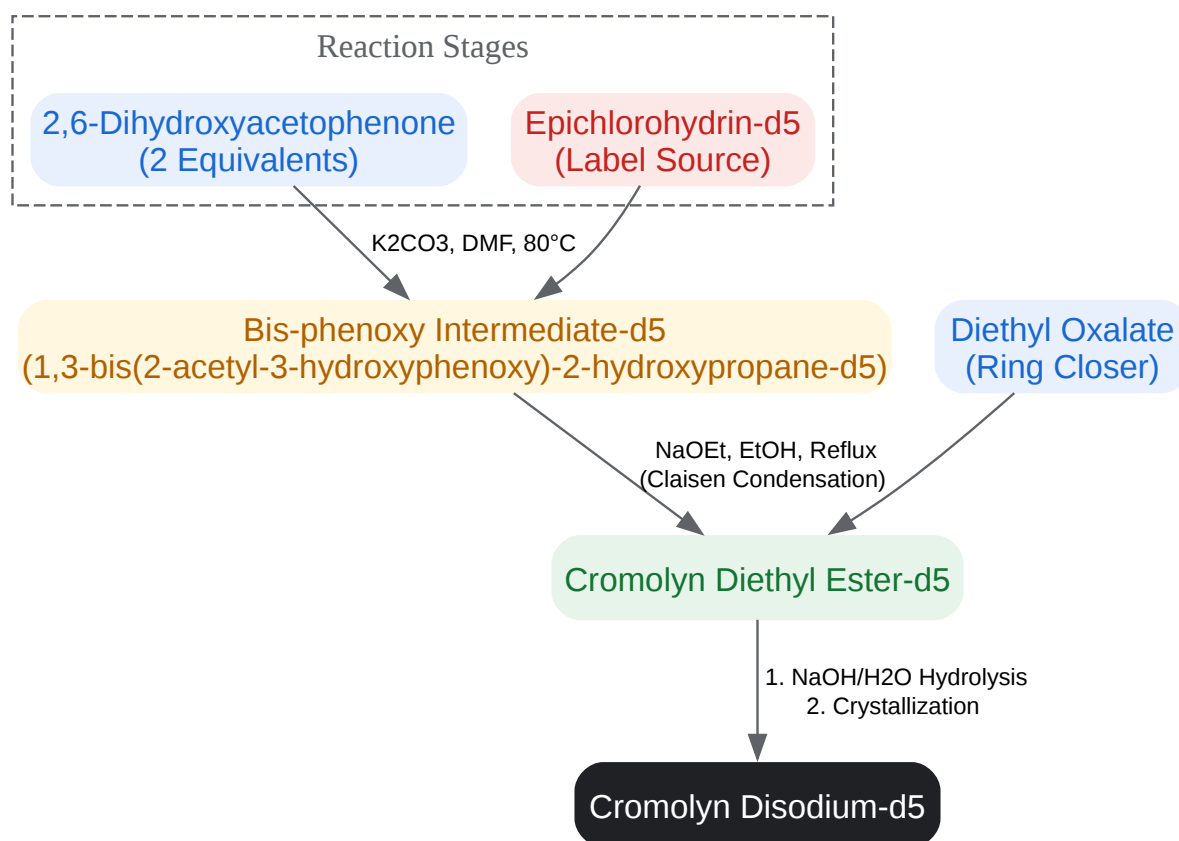 Reaction Stages
2,6-Dihydroxyacetophenone
(2 Equivalents)
Epichlorohydrin-d5
(Label Source)
K2CO3, DMF, 80°C
Bis-phenoxy Intermediate-d5
(1,3-bis(2-acetyl-3-hydroxyphenoxy)-2-hydroxypropane-d5)
Diethyl Oxalate
(Ring Closer)
NaOEt, EtOH, Reflux
(Claisen Condensation)
Cromolyn Diethyl Ester-d5
1. NaOH/H2O Hydrolysis
2. Crystallization
Cromolyn Disodium-d5